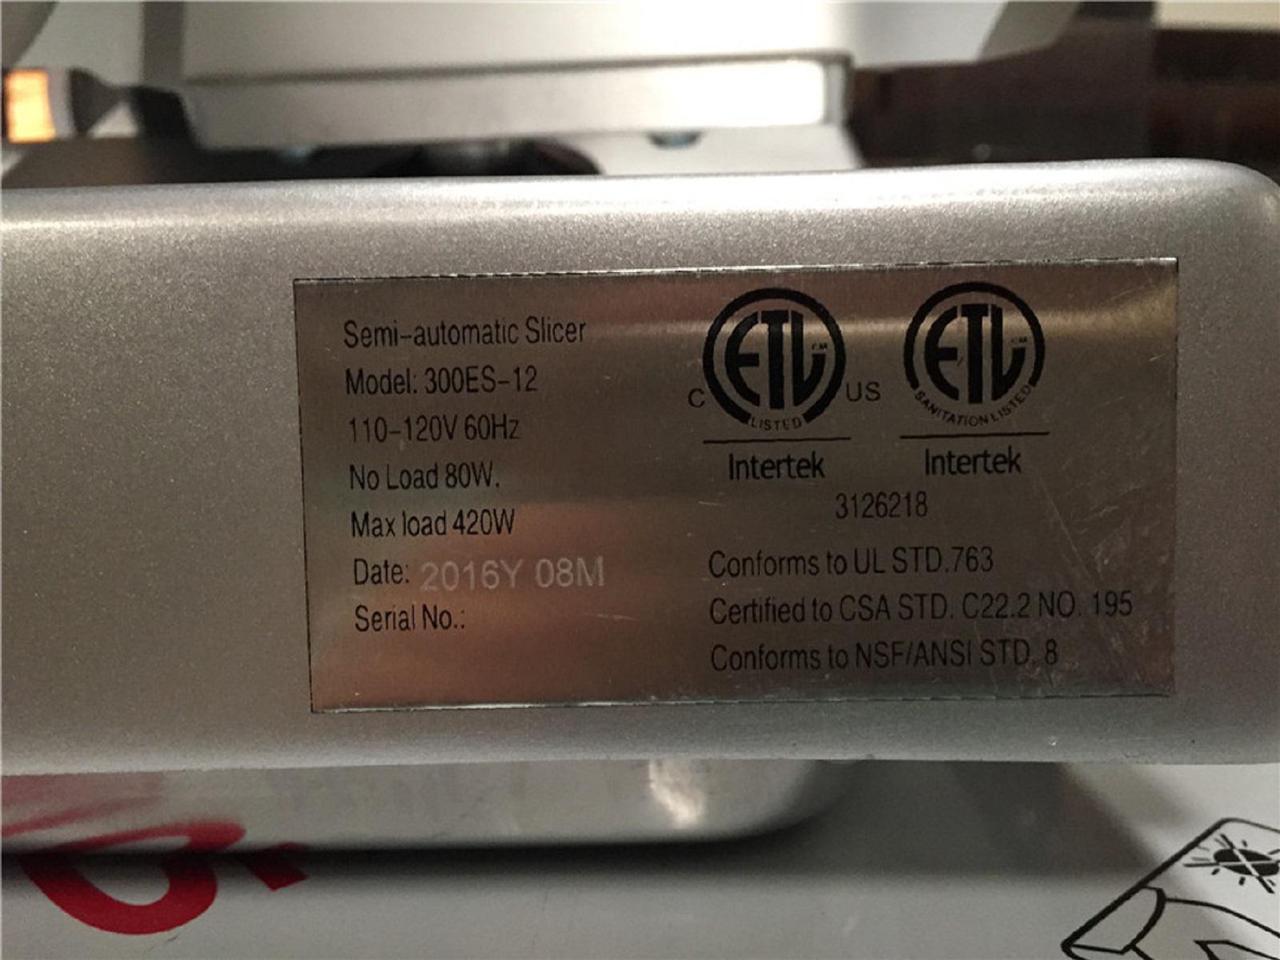 Semi-automatic Slicer
Model: 300ES-12
110-120V 60Hz
No Load 80W.
Max load 420W
Date: 2016Y 08M
Serial No.:
C ETL CM US
LISTED
Intertek
ETL CM
SANITATION LISTED
Intertek
3126218
Conforms to UL STD.763
Certified to CSA STD. C22.2 NO. 195
Conforms to NSF/ANSI STD. 8